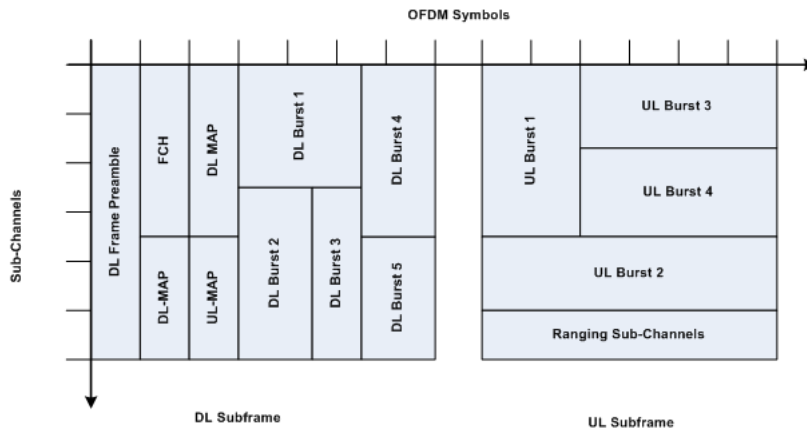 OFDM Symbols
Sub-Channels
DL Frame Preamble
FCH
DL MAP
DL Burst 1
DL Burst 4
DL-MAP
UL-MAP
DL Burst 2
DL Burst 3
DL Burst 5
UL Burst 1
UL Burst 3
UL Burst 4
UL Burst 2
Ranging Sub-Channels
DL Subframe
UL Subframe